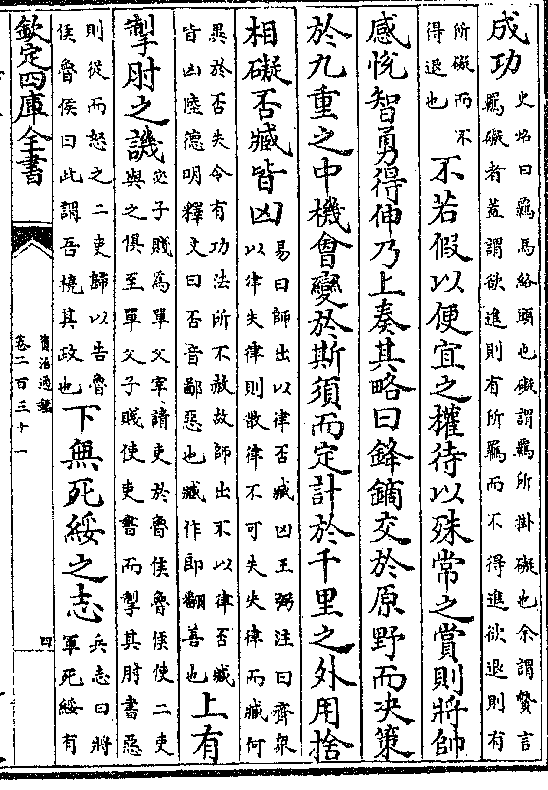 成功史炤曰羈馬絡頭也礙謂羈所掛礙也余謂贄言
羈礙者蓋謂欲進則有所羈而不得進欲退則有
所礙而不
得退也不若假以便宜之權待以殊常之賞則將帥
感悅智勇得伸乃上奏其略曰鋒鏑交於原野而決策
於九重之中機會變於斯須而定計於千里之外用捨
相礙否臧皆凶易曰師出以律否臧凶王弼注曰齊衆
以律失律則散律不可失失律而臧何
異於否失令有功法所不赦故師出不以律否臧
皆凶陸德明釋文曰否音鄙惡也臧作郎翻善也上有
掣肘之譏宓子賤爲單父宰請吏於魯侯魯侯使二吏
與之俱至單父子賤使吏書而掣其肘書惡
則從而怒之二吏歸以告魯
侯魯侯曰此謂吾撓其政也下無死綏之志兵志曰將
軍死綏有
欽定四庫全書
資治通鑑
卷二百三十一
四